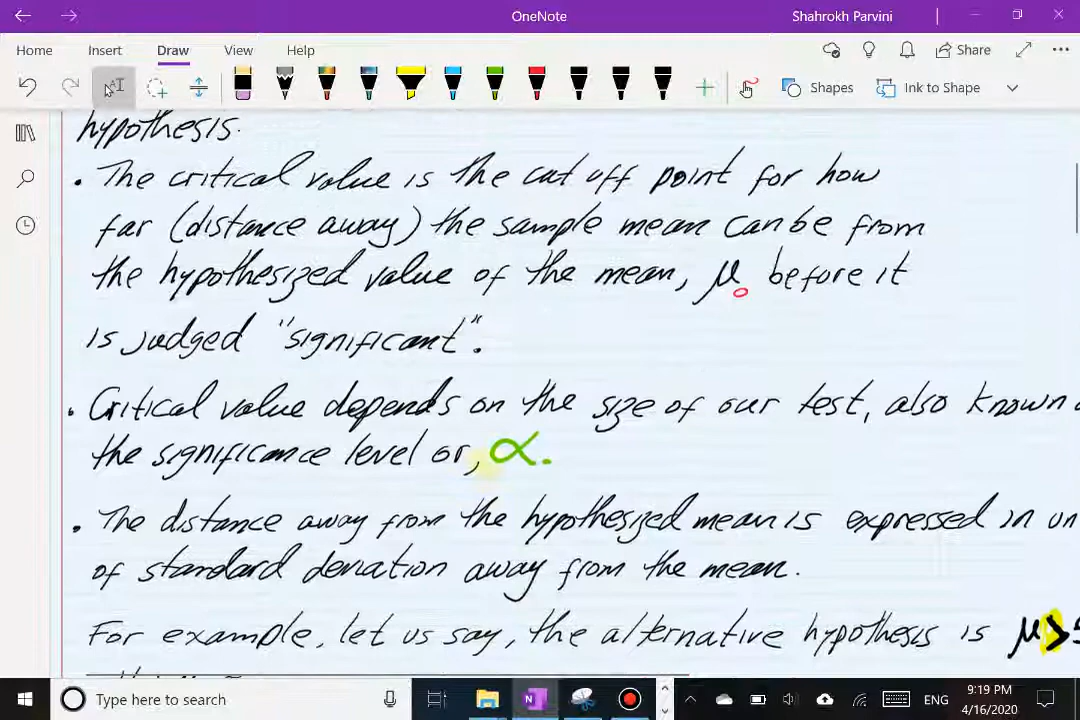 OneNote
Shahrokh Parvini
Home Insert Draw View Help
Share
Shapes
Ink to Shape
hypothesis.
• The critical value is the cut off point for how
far (distance away) the sample mean can be from
the hypothesized value of the mean, μ₀ before it
is judged "significant".
• Critical value depends on the size of our test, also known
the significance level or, α.
• The distance away from the hypothesized mean is expressed in un
of standard deviation away from the mean.
For example, let us say, the alternative hypothesis is μ>
Type here to search
ENG
9:19 PM
4/16/2020